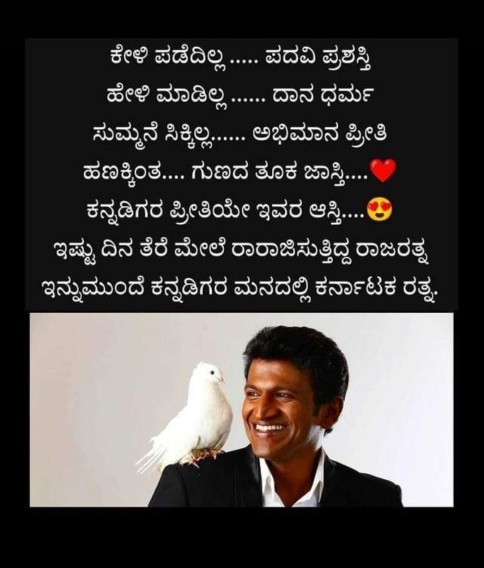 ಕೇಳಿ ಪಡೆದಿಲ್ಲ ..... ಪದವಿ ಪ್ರಶಸ್ತಿ
ಹೇಳಿ ಮಾಡಿಲ್ಲ ...... ದಾನ ಧರ್ಮ
ಸುಮ್ಮನೆ ಸಿಕ್ಕಿಲ್ಲ...... ಅಭಿಮಾನ ಪ್ರೀತಿ
ಹಣಕ್ಕಿಂತ.... ಗುಣದ ತೂಕ ಜಾಸ್ತಿ....❤️
ಕನ್ನಡಿಗರ ಪ್ರೀತಿಯೇ ಇವರ ಆಸ್ತಿ....😍
ಇಷ್ಟು ದಿನ ತೆರೆ ಮೇಲೆ ರಾರಾಜಿಸುತ್ತಿದ್ದ ರಾಜರತ್ನ
ಇನ್ನುಮುಂದೆ ಕನ್ನಡಿಗರ ಮನದಲ್ಲಿ ಕರ್ನಾಟಕ ರತ್ನ.